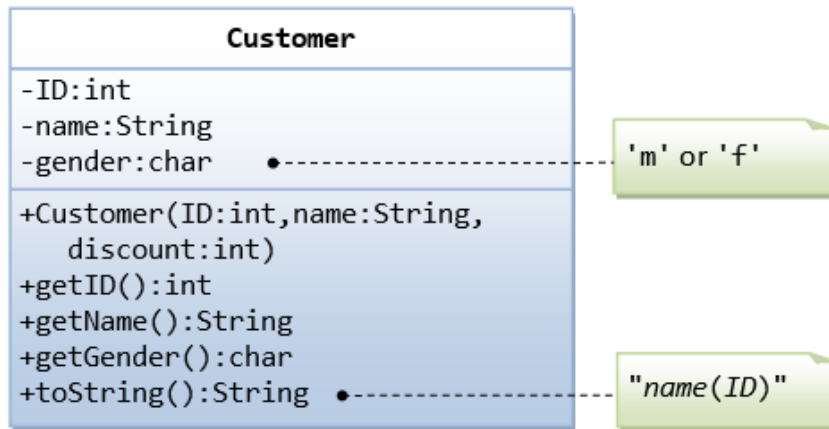 Customer
-ID:int
-name:String
-gender:char
'm' or 'f'
+Customer(ID:int,name:String,
discount:int)
+getID():int
+getName():String
+getGender():char
+toString():String
"name(ID)"